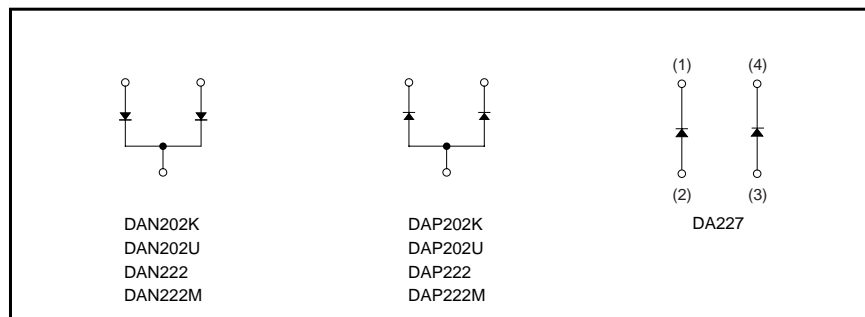 (1) (4)
(2) (3)
DAN202K
DAN202U
DAN222
DAN222M
DAP202K
DAP202U
DAP222
DAP222M
DA227